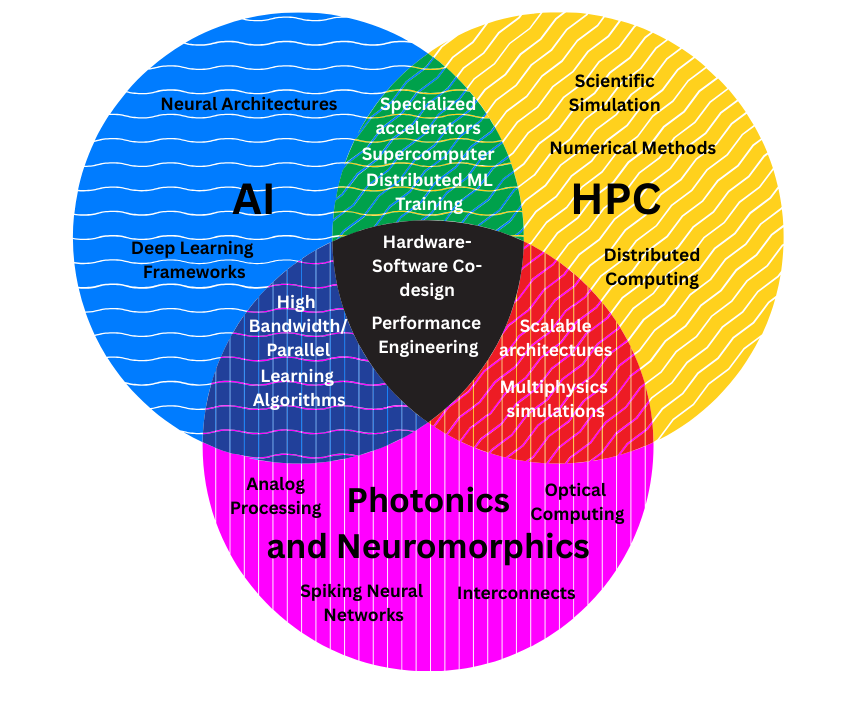 Neural Architectures
AI
Deep Learning
Frameworks
Specialized
accelerators
Supercomputer
Distributed ML
Training
Scientific
Simulation
Numerical Methods
HPC
Distributed
Computing
Hardware-
Software Co-
design
Performance
Engineering
High
Bandwidth/
Parallel
Learning
Algorithms
Scalable
architectures
Multiphysics
simulations
Analog
Processing
Photonics
and Neuromorphics
Optical
Computing
Spiking Neural
Networks
Interconnects